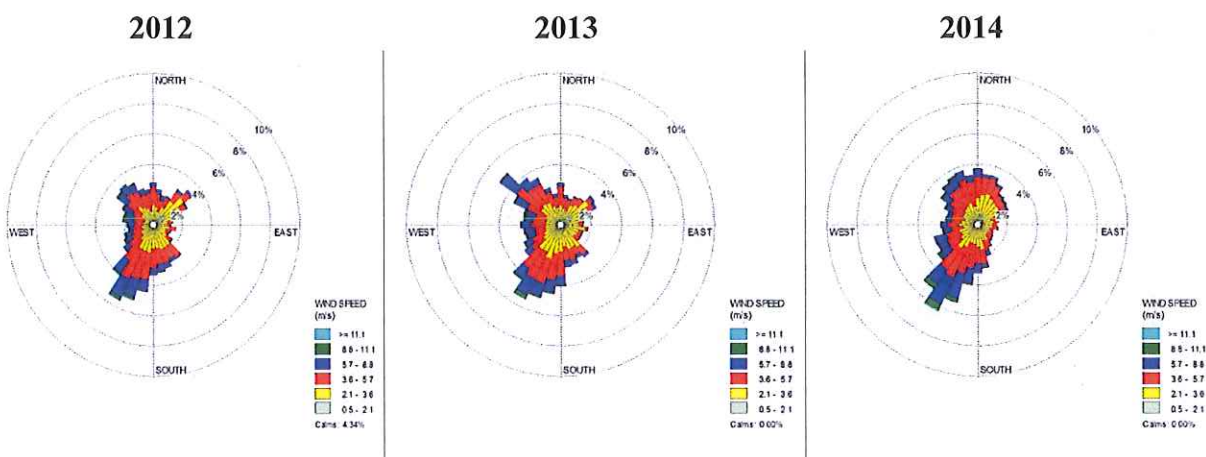 2012
NORTH
10%
8%
6%
4%
2%
WEST
EAST
SOUTH
WIND SPEED
(m/s)
>= 11.1
8.8 - 11.1
5.7 - 8.8
3.6 - 5.7
2.1 - 3.6
0.5 - 2.1
Calms: 4.34%
2013
NORTH
10%
8%
6%
4%
2%
WEST
EAST
SOUTH
WIND SPEED
(m/s)
>= 11.1
8.8 - 11.1
5.7 - 8.8
3.6 - 5.7
2.1 - 3.6
0.5 - 2.1
Calms: 0.00%
2014
NORTH
10%
8%
6%
4%
2%
WEST
EAST
SOUTH
WIND SPEED
(m/s)
>= 11.1
8.5 - 11.1
5.7 - 8.8
3.6 - 5.7
2.1 - 3.6
0.5 - 2.1
Calms: 0.00%